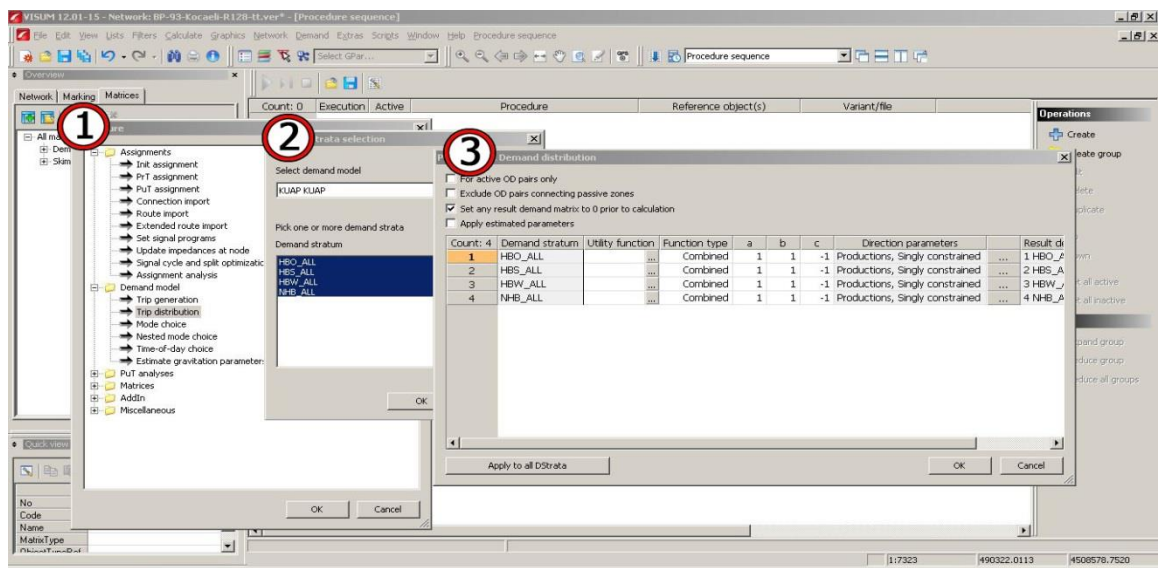 VISUM 12.01-15 - Network: BP-93-Kocaeli-R128-tt.ver* - [Procedure sequence]
File Edit View Lists Filters Calculate Graphics Network Demand Extras Scripts Window Help Procedure sequence
Select GPar...
Procedure sequence
Overview
Network Marking Matrices
Count: 0 Execution Active Procedure Reference object(s) Variant/file
Operations
Create
All ma
Dem
Skim
1
Assignments
Init assignment
PrT assignment
PuT assignment
Connection import
Route import
Extended route import
Set signal programs
Update impedances at node
Signal cycle and split optimizatic
Assignment analysis
Demand model
Trip generation
Trip distribution
Mode choice
Nested mode choice
Time-of-day choice
Estimate gravitation parameter:
PuT analyses
Matrices
AddIn
Miscellaneous
OK Cancel
2
strata selection
Select demand model
KUAP KUAP
Pick one or more demand strata
Demand stratum
HBO_ALL
HBS_ALL
HBW_ALL
NHB_ALL
OK
3
Demand distribution
For active OD pairs only
Exclude OD pairs connecting passive zones
Set any result demand matrix to 0 prior to calculation
Apply estimated parameters
Count: 4 Demand stratum Utility function Function type a b c Direction parameters Result de
1 HBO_ALL ... Combined 1 1 -1 Productions, Singly constrained ... 1 HBO_A
2 HBS_ALL ... Combined 1 1 -1 Productions, Singly constrained ... 2 HBS_A
3 HBW_ALL ... Combined 1 1 -1 Productions, Singly constrained ... 3 HBW_
4 NHB_ALL ... Combined 1 1 -1 Productions, Singly constrained ... 4 NHB_A
Apply to all DStrata OK Cancel
eate group
elete
uplicate
own
t all active
t all inactive
pand group
educe group
educe all groups
Quick view
No
Code
Name
MatrixType
1:7323 490322.0113 4508578.7520